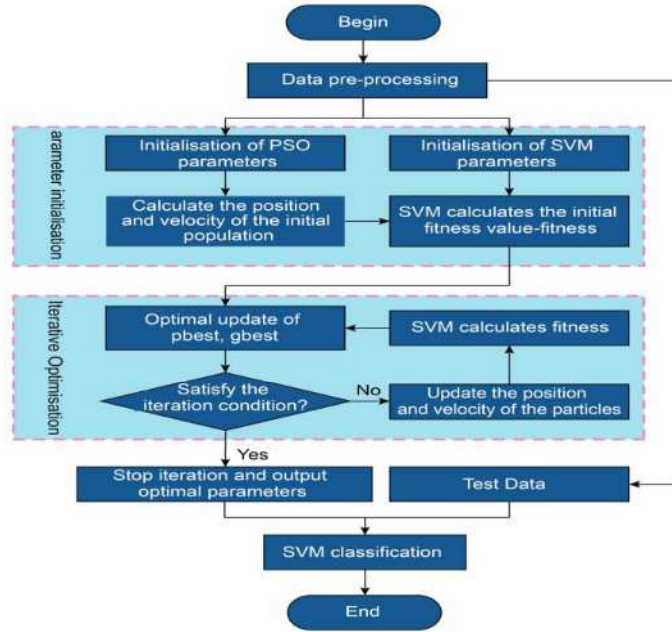 Begin
Data pre-processing
arameter initialisation
Initialisation of PSO
parameters
Initialisation of SVM
parameters
Calculate the position
and velocity of the initial
population
SVM calculates the initial
fitness value-fitness
Iterative Optimisation
Optimal update of
pbest, gbest
SVM calculates fitness
Satisfy the
iteration condition?
No
Update the position
and velocity of the particles
Yes
Stop iteration and output
optimal parameters
Test Data
SVM classification
End